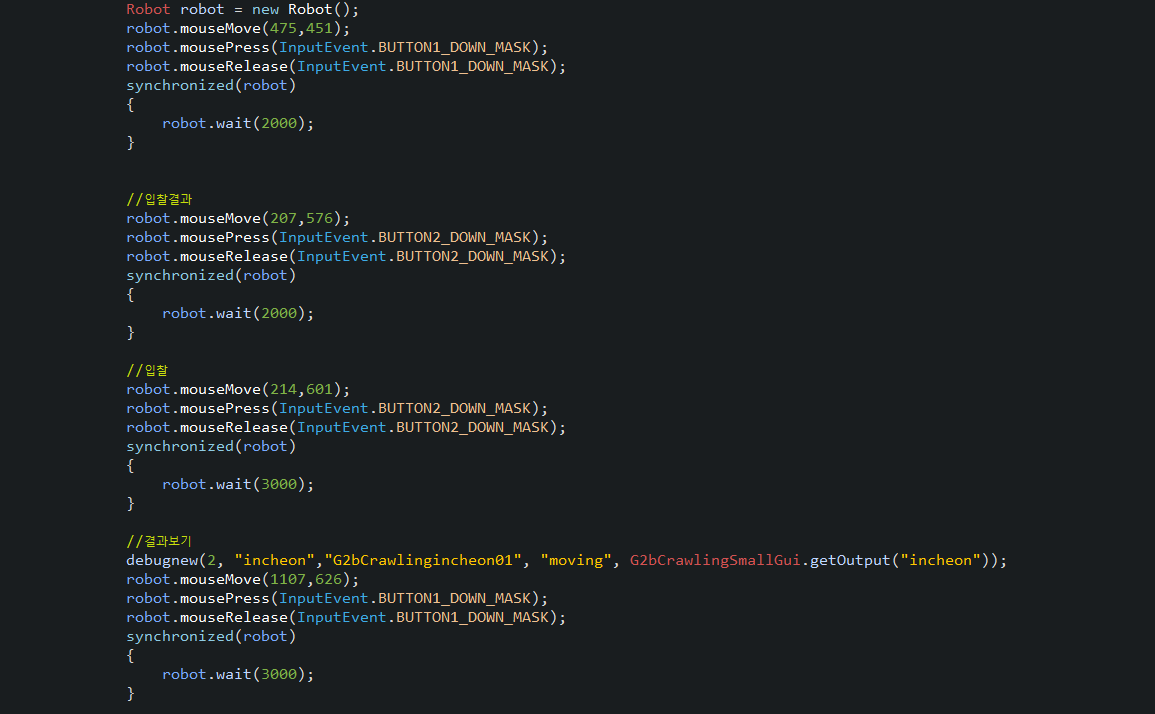 Robot robot = new Robot();
robot.mouseMove(475,451);
robot.mousePress(InputEvent.BUTTON1_DOWN_MASK);
robot.mouseRelease(InputEvent.BUTTON1_DOWN_MASK);
synchronized(robot)
{
    robot.wait(2000);
}
//입찰결과
robot.mouseMove(207,576);
robot.mousePress(InputEvent.BUTTON2_DOWN_MASK);
robot.mouseRelease(InputEvent.BUTTON2_DOWN_MASK);
synchronized(robot)
{
    robot.wait(2000);
}
//입찰
robot.mouseMove(214,601);
robot.mousePress(InputEvent.BUTTON2_DOWN_MASK);
robot.mouseRelease(InputEvent.BUTTON2_DOWN_MASK);
synchronized(robot)
{
    robot.wait(3000);
}
//결과보기
debugnew(2, "incheon","G2bCrawlingincheon01", "moving", G2bCrawlingSmallGui.getOutput("incheon"));
robot.mouseMove(1107,626);
robot.mousePress(InputEvent.BUTTON1_DOWN_MASK);
robot.mouseRelease(InputEvent.BUTTON1_DOWN_MASK);
synchronized(robot)
{
    robot.wait(3000);
}